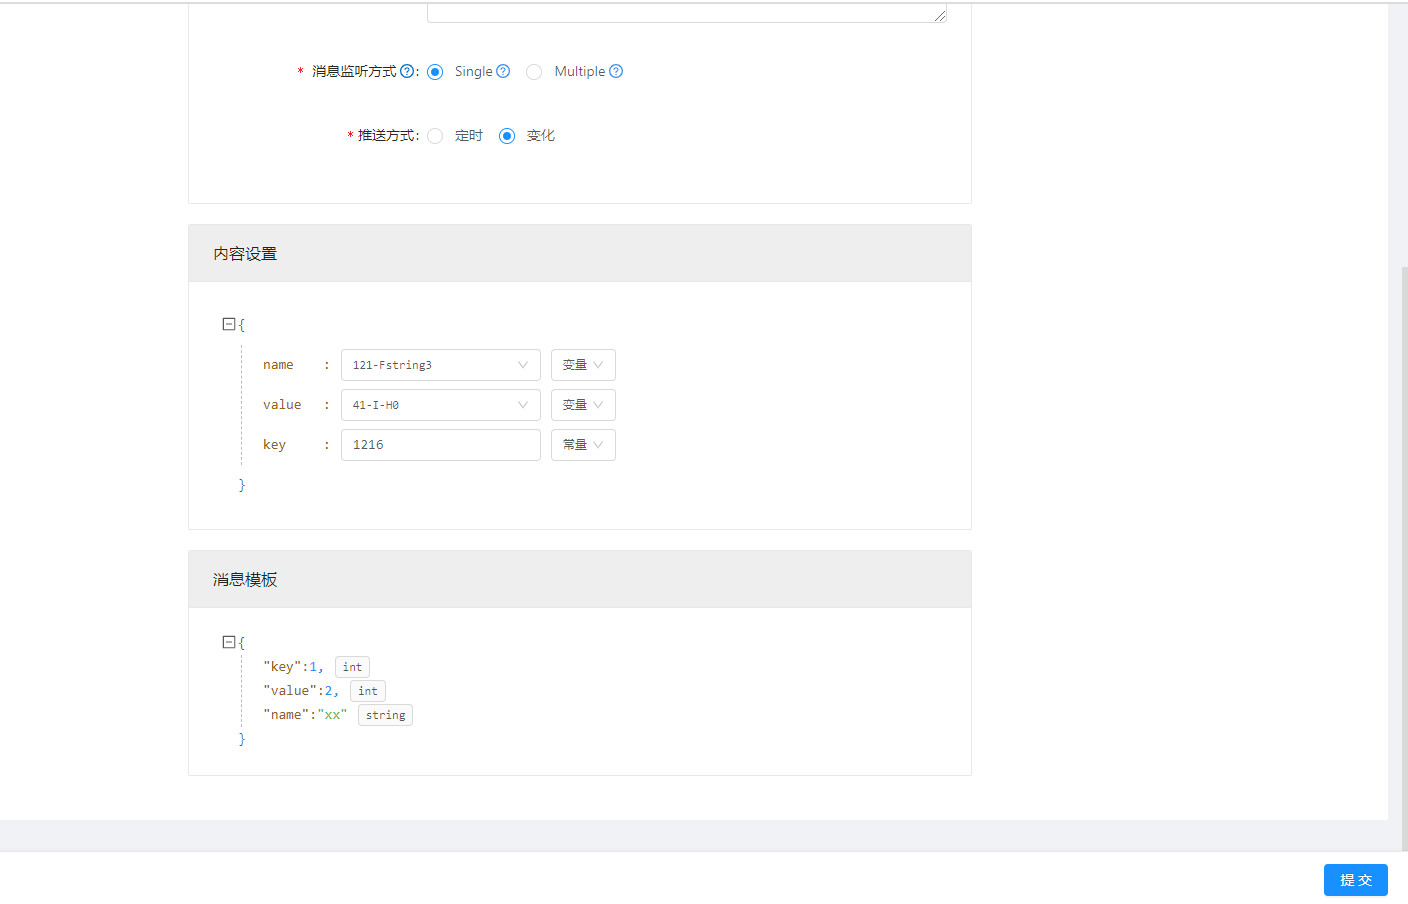 * 消息监听方式?: Single? Multiple?
* 推送方式: 定时 变化
内容设置
{
name : 121-Fstring3 变量
value : 41-I-H0 变量
key : 1216 常量
}
消息模板
{
"key":1, int
"value":2, int
"name":"xx" string
}
提 交